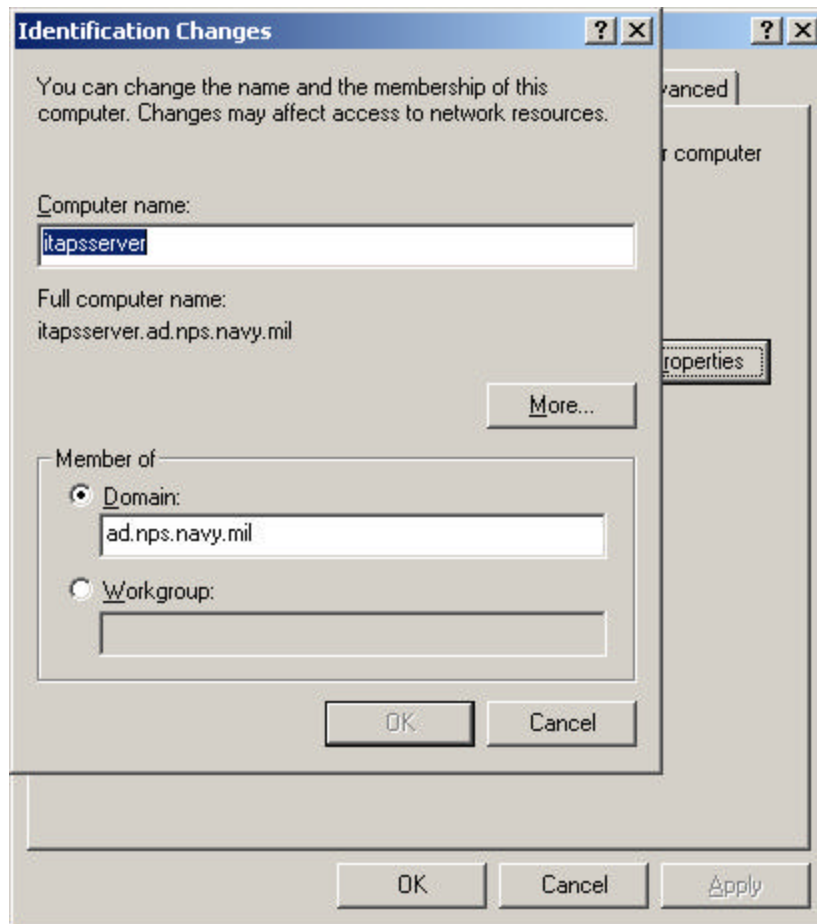 Identification Changes
You can change the name and the membership of this
computer. Changes may affect access to network resources.
Computer name:
itapsserver
Full computer name:
itapsserver.ad.nps.navy.mil
More...
Member of
Domain:
ad.nps.navy.mil
Workgroup:
OK Cancel
vanced
r computer
roperties
OK Cancel Apply